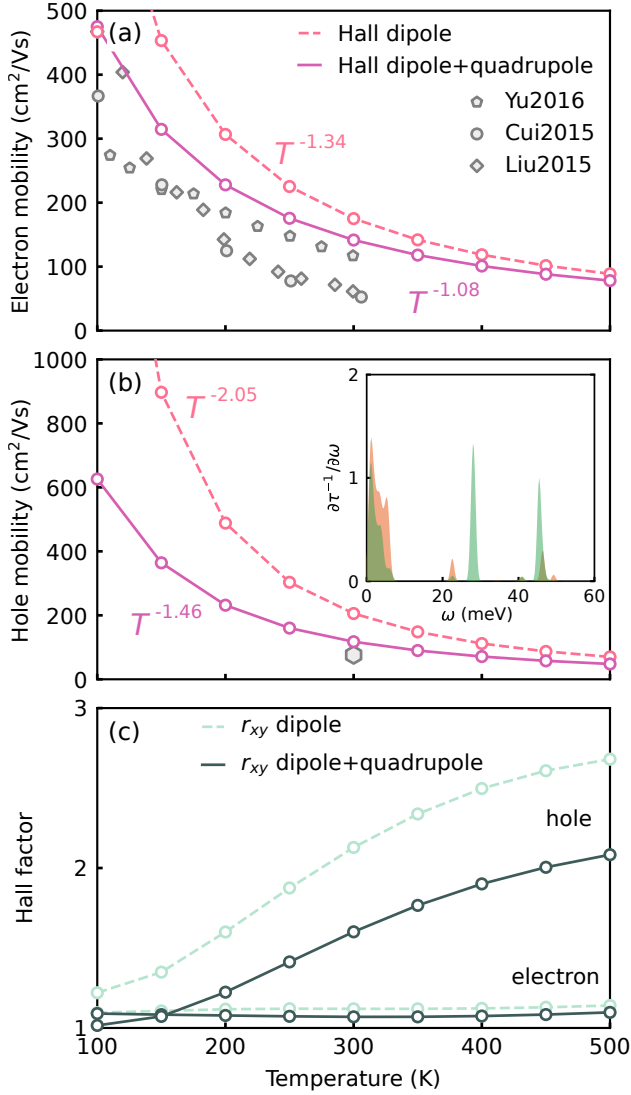 (a)
Hall dipole
Hall dipole+quadrupole
Yu2016
Cui2015
Liu2015
T^-1.34
T^-1.08
Electron mobility (cm²/Vs)
500
400
300
200
100
0
(b)
T^-2.05
T^-1.46
Hole mobility (cm²/Vs)
1000
800
600
400
200
0
∂τ⁻¹/∂ω
2
1
0
0 20 40 60
ω (meV)
(c)
r_xy dipole
r_xy dipole+quadrupole
hole
electron
Hall factor
3
2
1
100 200 300 400 500
Temperature (K)